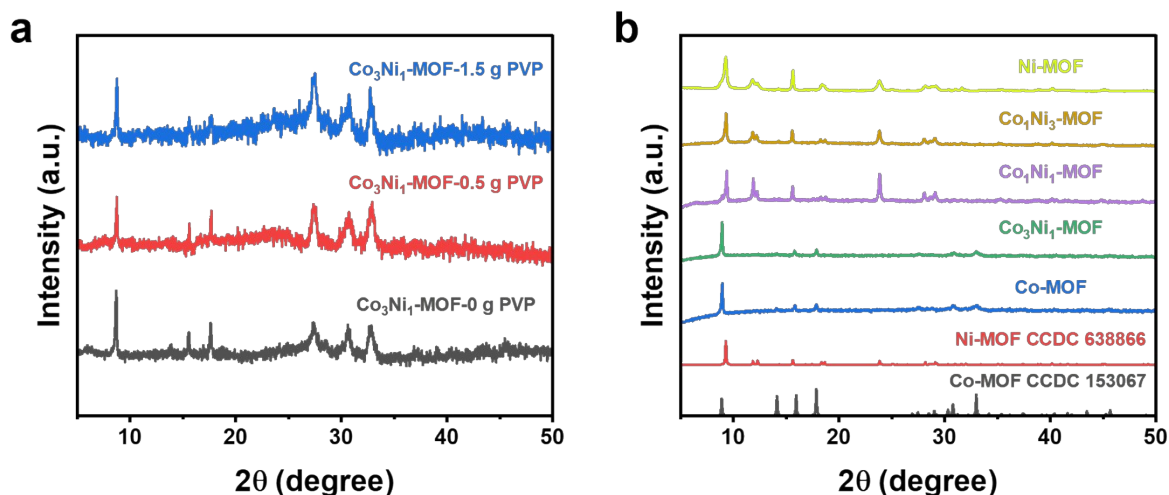 a
Co₃Ni₁-MOF-1.5 g PVP
Co₃Ni₁-MOF-0.5 g PVP
Co₃Ni₁-MOF-0 g PVP
Intensity (a.u.)
10 20 30 40 50
2θ (degree)
b
Ni-MOF
Co₁Ni₃-MOF
Co₁Ni₁-MOF
Co₃Ni₁-MOF
Co-MOF
Ni-MOF CCDC 638866
Co-MOF CCDC 153067
Intensity (a.u.)
10 20 30 40 50
2θ (degree)